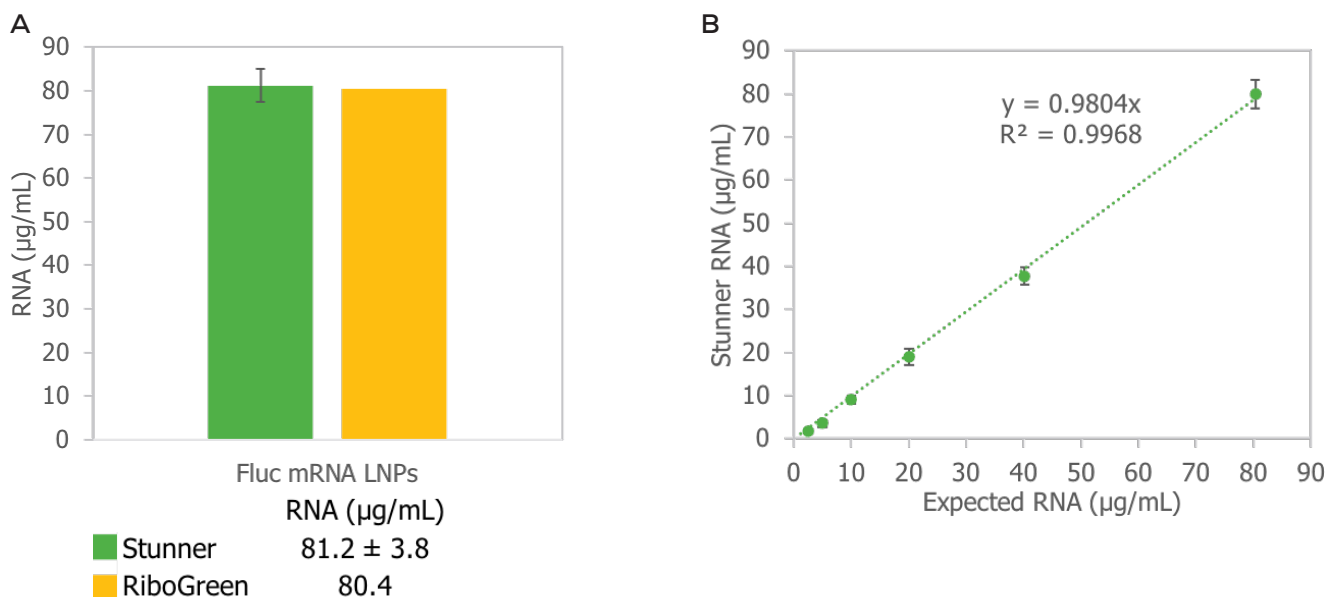 A
RNA (µg/mL)
90
80
70
60
50
40
30
20
10
0
Fluc mRNA LNPs
RNA (µg/mL)
Stunner 81.2 ± 3.8
RiboGreen 80.4
B
Stunner RNA (µg/mL)
90
80
70
60
50
40
30
20
10
0
y = 0.9804x
R² = 0.9968
0 10 20 30 40 50 60 70 80 90
Expected RNA (µg/mL)